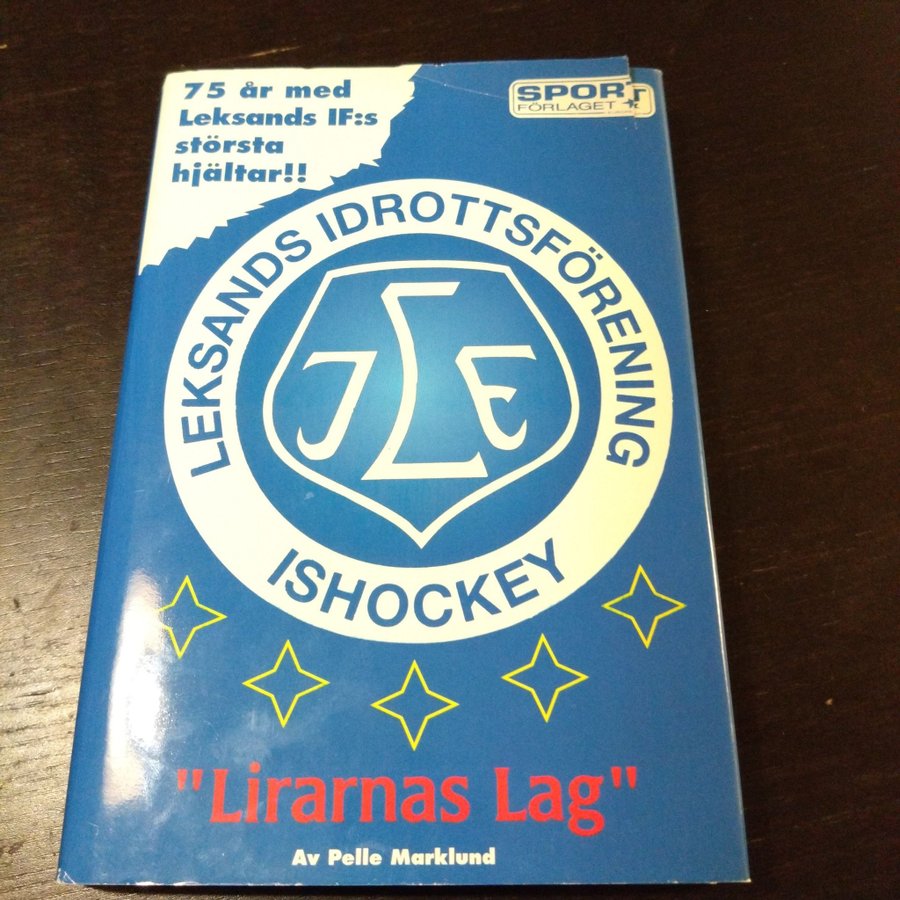 75 år med
Leksands IF:s
största
hjältar!!
SPORT
FÖRLAGET
LEKSANDS IDROTTSFÖRENING
L
I F
ISHOCKEY
"Lirarnas Lag"
Av Pelle Marklund